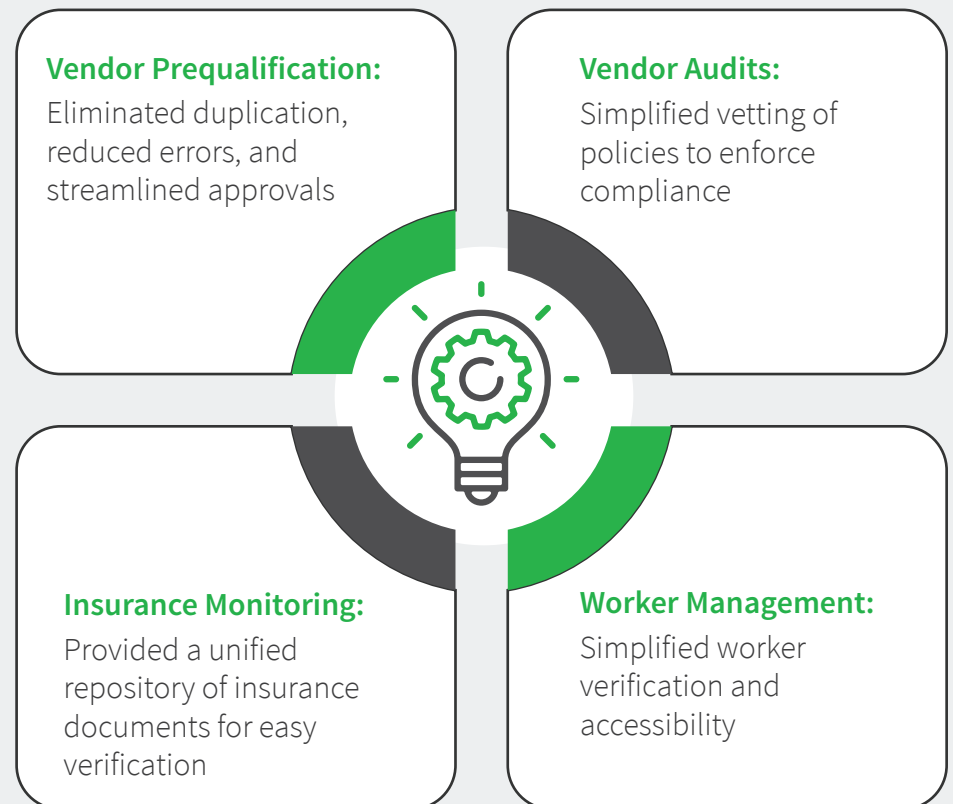 Vendor Prequalification:
Eliminated duplication,
reduced errors, and
streamlined approvals
Vendor Audits:
Simplified vetting of
policies to enforce
compliance
Insurance Monitoring:
Provided a unified
repository of insurance
documents for easy
verification
Worker Management:
Simplified worker
verification and
accessibility